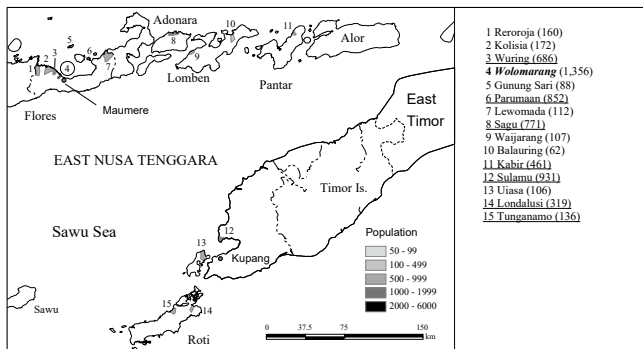 Adonara
10
11
5
2
3
6
8
Alor
1
4
7
9
Lomblen
Pantar
Maumere
Flores
East
Timor
EAST NUSA TENGGARA
Timor Is.
12
Sawu Sea
Population
13
Kupang
50 - 99
100 - 499
500 - 999
15
1000 - 1999
14
2000 - 6000
Sawu
Roti
0 37.5 75 150
km
1 Reroroja (160)
2 Kolisia (172)
3 Wuring (686)
4 Wolomarang (1,356)
5 Gunung Sari (88)
6 Parumaan (852)
7 Lewomada (112)
8 Sagu (771)
9 Waijarang (107)
10 Balauring (62)
11 Kabir (461)
12 Sulamu (931)
13 Uiasa (106)
14 Londalusi (319)
15 Tunganamo (136)